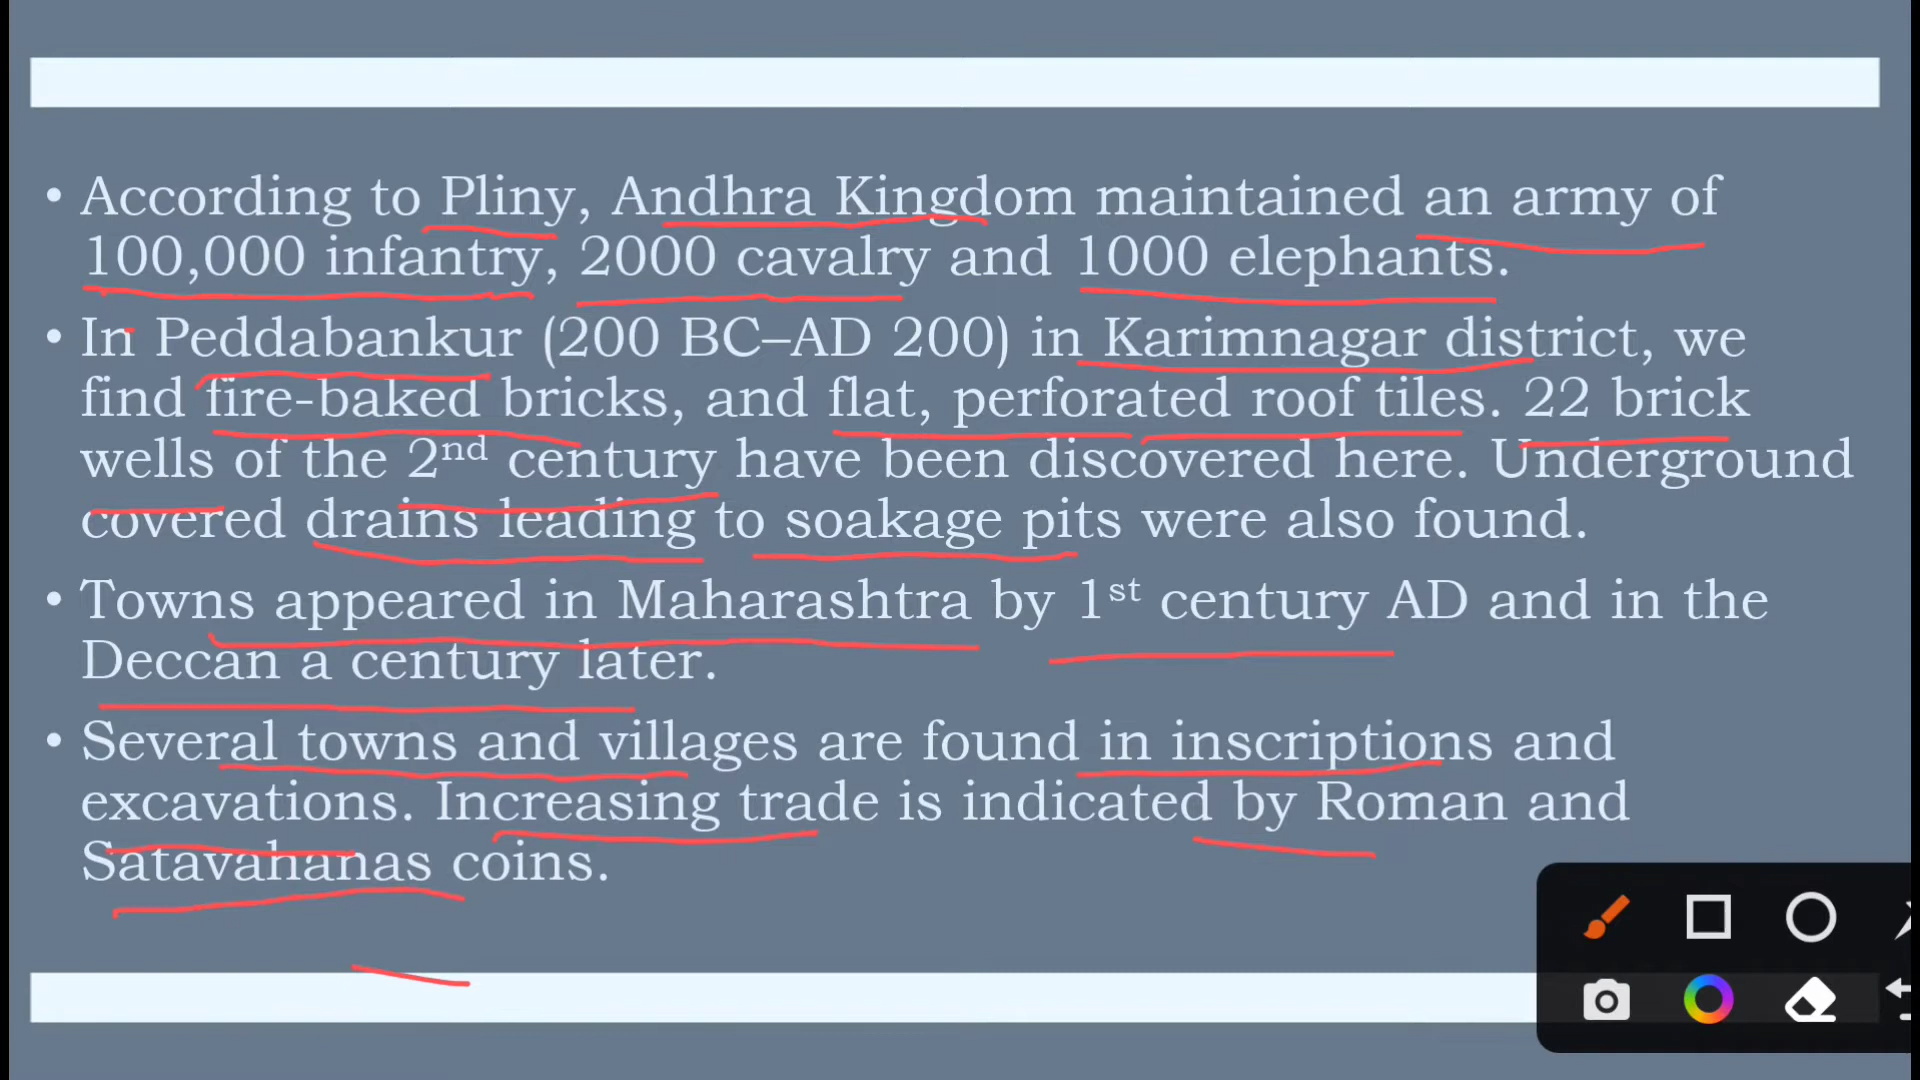 • According to Pliny, Andhra Kingdom maintained an army of
100,000 infantry, 2000 cavalry and 1000 elephants.
• In Peddabankur (200 BC–AD 200) in Karimnagar district, we
find fire-baked bricks, and flat, perforated roof tiles. 22 brick
wells of the 2nd century have been discovered here. Underground
covered drains leading to soakage pits were also found.
• Towns appeared in Maharashtra by 1st century AD and in the
Deccan a century later.
• Several towns and villages are found in inscriptions and
excavations. Increasing trade is indicated by Roman and
Satavahanas coins.